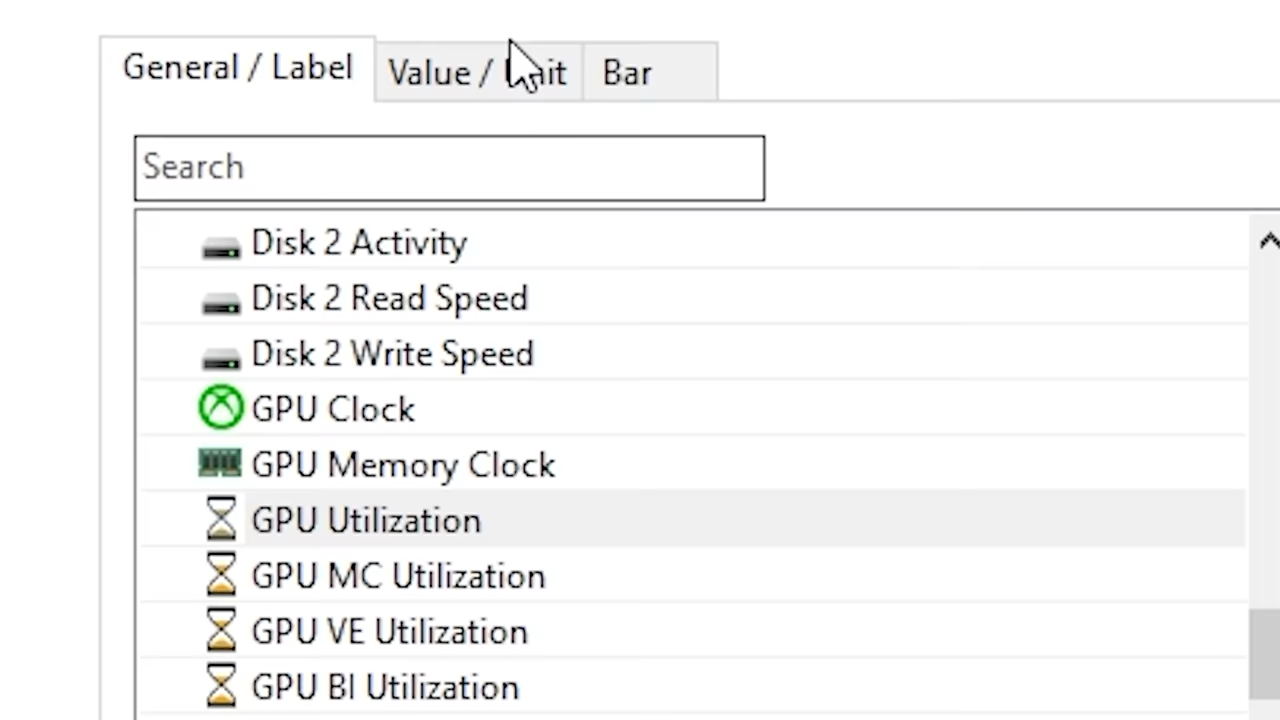 General / Label Value / Unit Bar
Search
Disk 2 Activity
Disk 2 Read Speed
Disk 2 Write Speed
GPU Clock
GPU Memory Clock
GPU Utilization
GPU MC Utilization
GPU VE Utilization
GPU BI Utilization